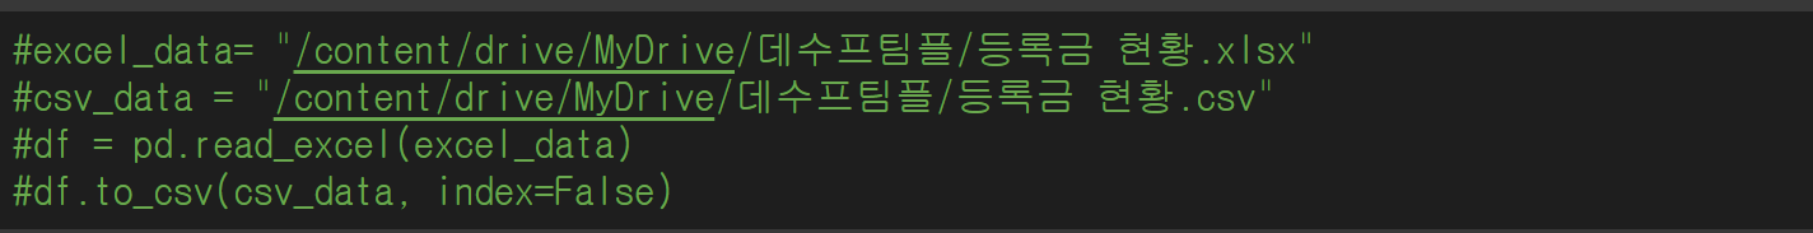 #excel_data= "/content/drive/MyDrive/데수프팀플/등록금 현황.xlsx"
#csv_data = "/content/drive/MyDrive/데수프팀플/등록금 현황.csv"
#df = pd.read_excel(excel_data)
#df.to_csv(csv_data, index=False)